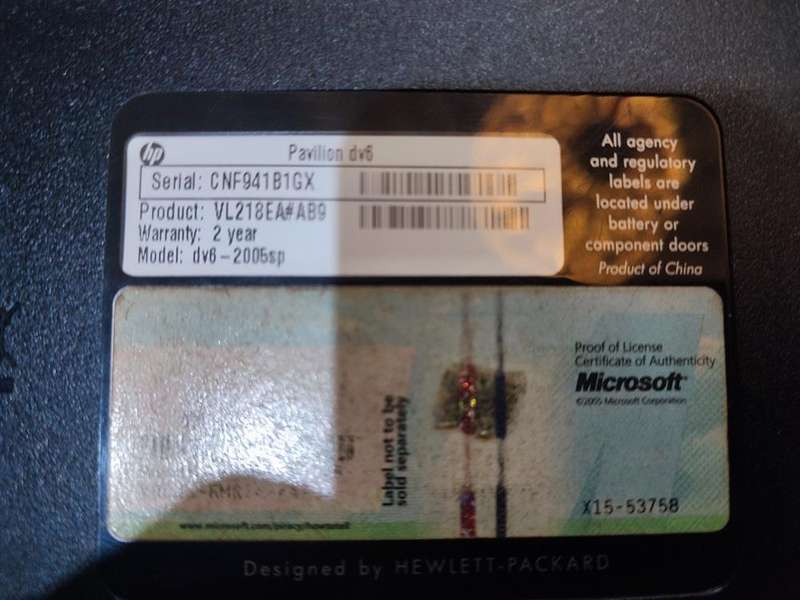 hp
Pavilion dv6
Serial: CNF941B1GX
Product: VL218EA#AB9
Warranty: 2 year
Model: dv6-2005sp
All agency
and regulatory
labels are
located under
battery or
component doors
Product of China
Proof of License
Certificate of Authenticity
Microsoft®
©2005 Microsoft Corporation
Label not to be
sold separately
X15-53758
www.microsoft.com/piracy/howtotell
Designed by HEWLETT-PACKARD